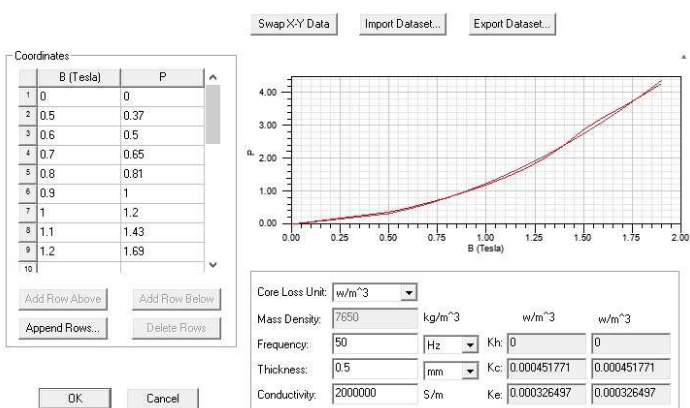 Swap X-Y Data Import Dataset... Export Dataset...
Coordinates
B (Tesla) P
1 0 0
2 0.5 0.37
3 0.6 0.5
4 0.7 0.65
5 0.8 0.81
6 0.9 1
7 1 1.2
8 1.1 1.43
9 1.2 1.69
10
Add Row Above Add Row Below
Append Rows... Delete Rows
OK Cancel
P
4.00
3.00
2.00
1.00
0.00
0.00 0.25 0.50 0.75 1.00 1.25 1.50 1.75 2.00
B (Tesla)
Core Loss Unit: w/m^3
Mass Density: 7650 kg/m^3 w/m^3 w/m^3
Frequency: 50 Hz Kh: 0 0
Thickness: 0.5 mm Kc: 0.000451771 0.000451771
Conductivity: 2000000 S/m Ke: 0.000326497 0.000326497